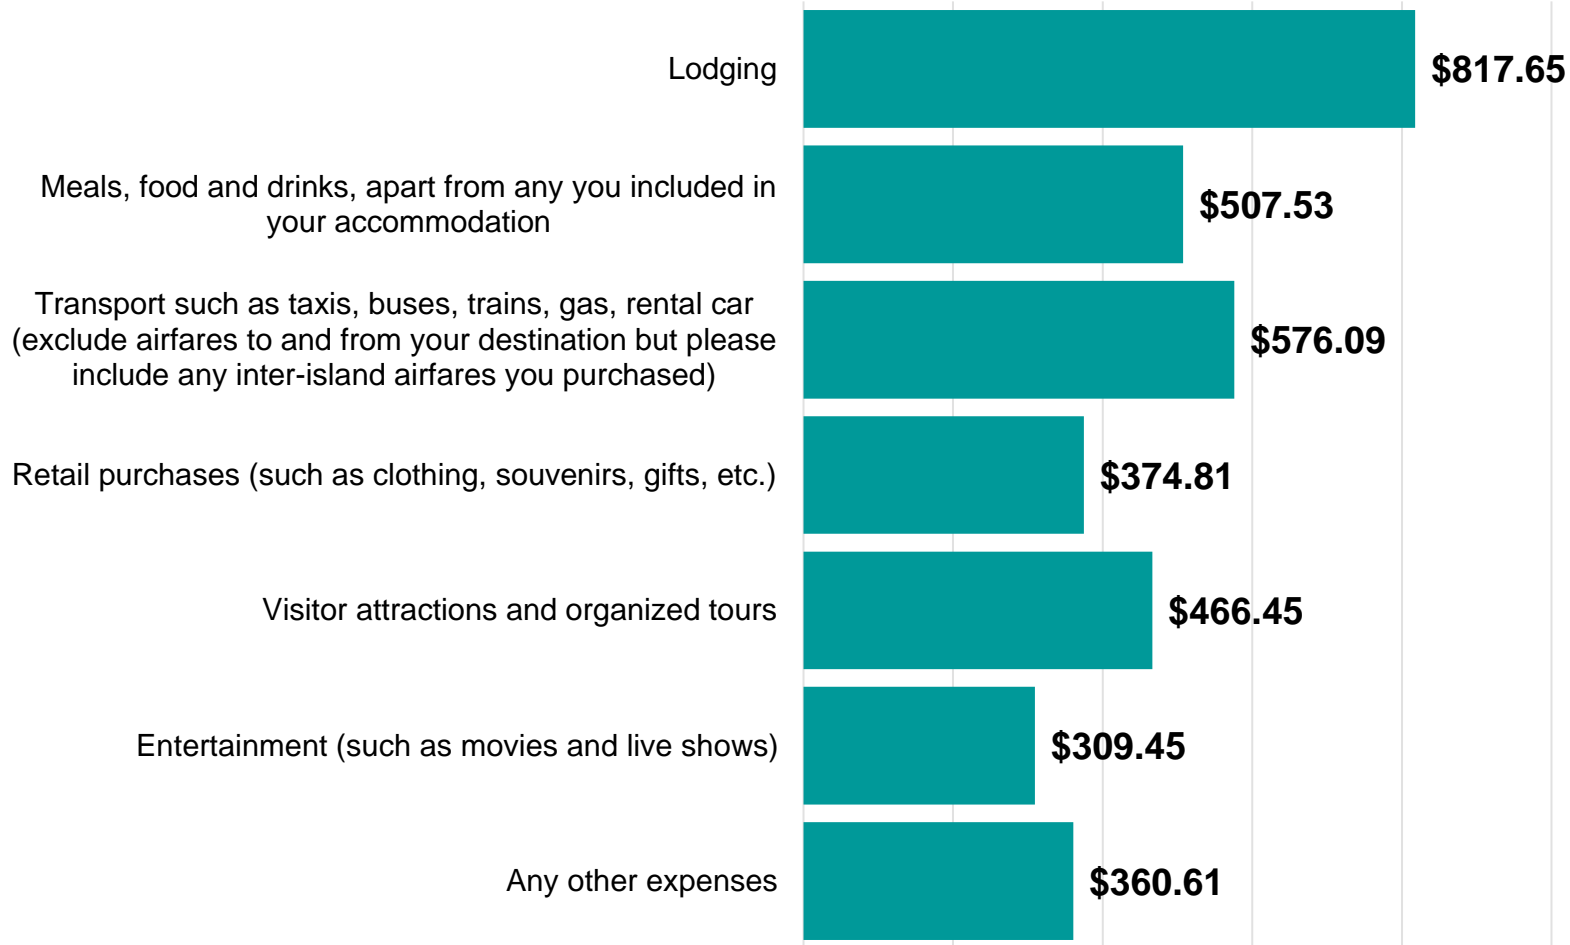 Lodging
$817.65
Meals, food and drinks, apart from any you included in
your accommodation
$507.53
Transport such as taxis, buses, trains, gas, rental car
(exclude airfares to and from your destination but please
include any inter-island airfares you purchased)
$576.09
Retail purchases (such as clothing, souvenirs, gifts, etc.)
$374.81
Visitor attractions and organized tours
$466.45
Entertainment (such as movies and live shows)
$309.45
Any other expenses
$360.61